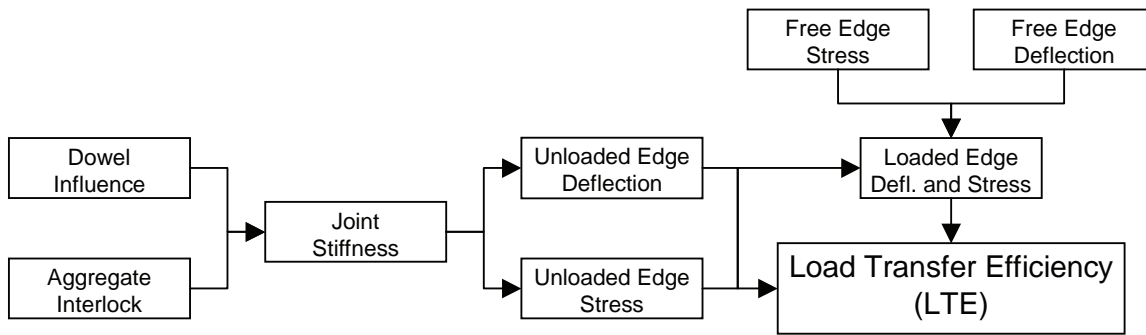 Free Edge
Stress
Free Edge
Deflection
Dowel
Influence
Unloaded Edge
Deflection
Loaded Edge
Defl. and Stress
Joint
Stiffness
Aggregate
Interlock
Unloaded Edge
Stress
Load Transfer Efficiency
(LTE)